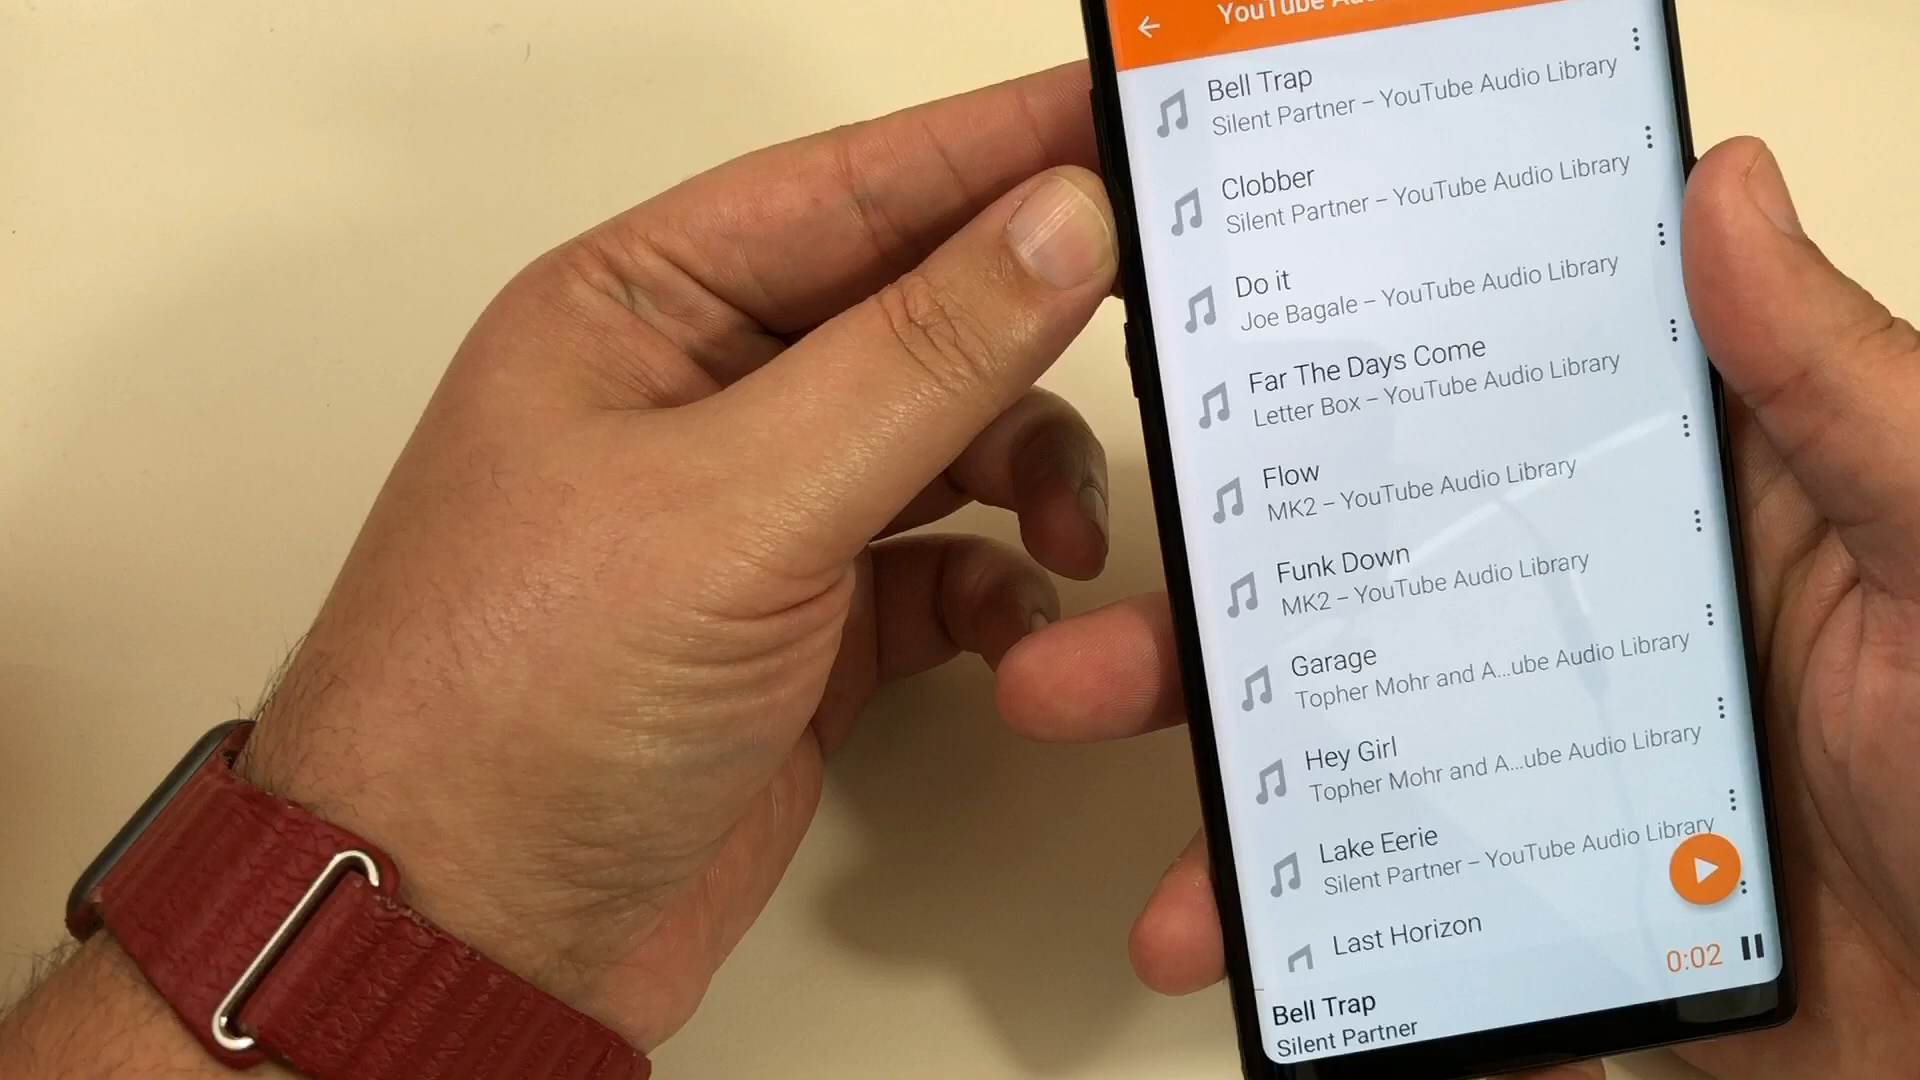 YouTube
Bell Trap
Silent Partner – YouTube Audio Library
Clobber
Silent Partner – YouTube Audio Library
Do it
Joe Bagale – YouTube Audio Library
Far The Days Come
Letter Box – YouTube Audio Library
Flow
MK2 – YouTube Audio Library
Funk Down
MK2 – YouTube Audio Library
Garage
Topher Mohr and A...ube Audio Library
Hey Girl
Topher Mohr and A...ube Audio Library
Lake Eerie
Silent Partner – YouTube Audio Library
Last Horizon
0:02
Bell Trap
Silent Partner